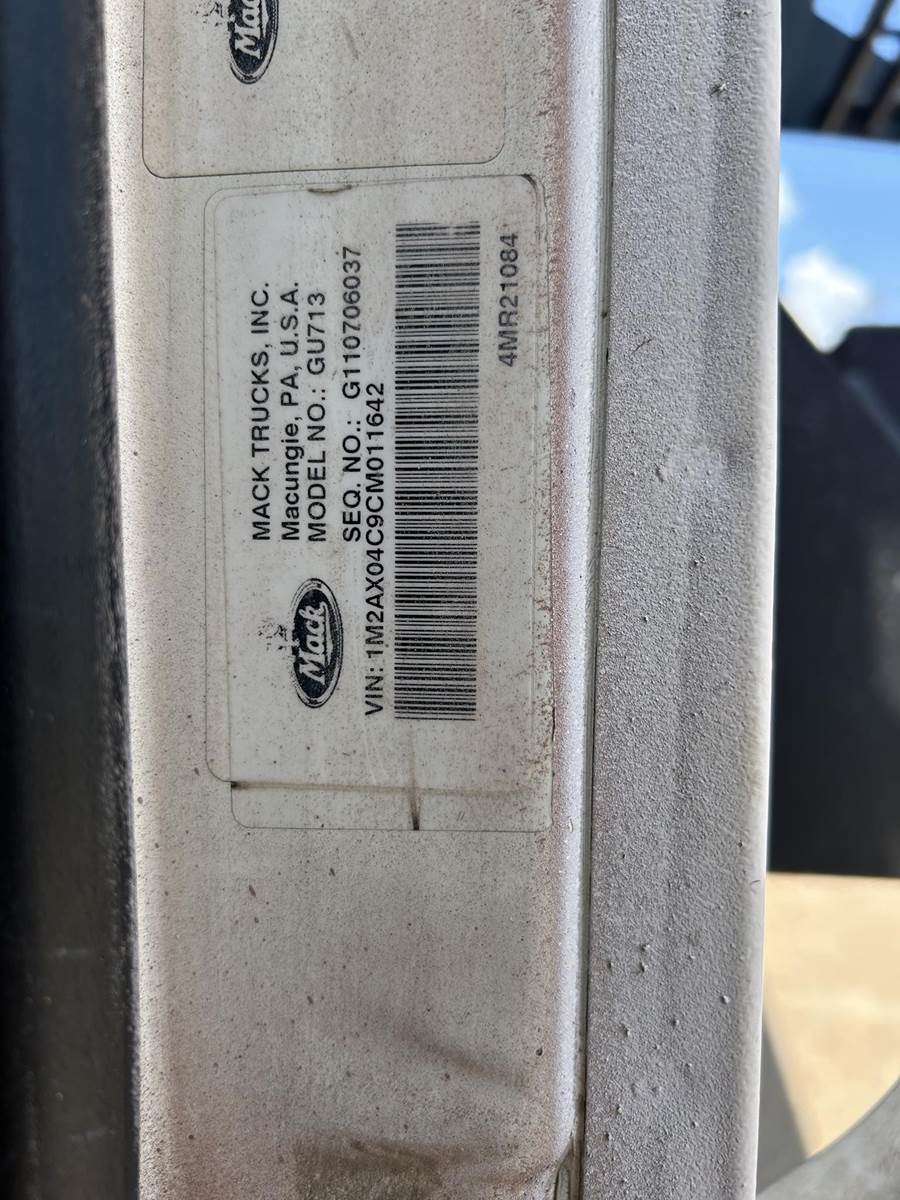 Mack
MACK TRUCKS, INC.
Macungie, PA, U.S.A.
MODEL NO.: GU713
SEQ. NO.: G110706037
Mack
VIN: 1M2AX04C9CM011642
4MR21084